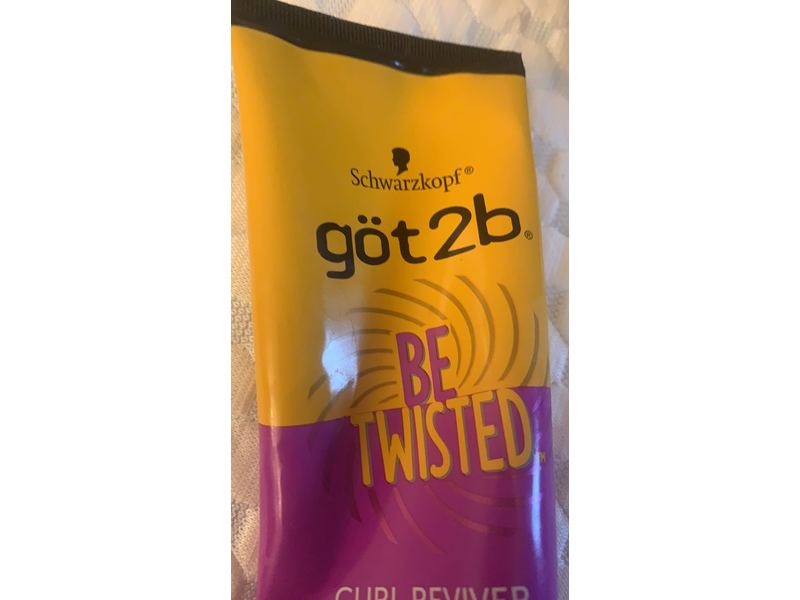 Schwarzkopf®
göt2b®
BE
TWISTED™
CURL REVIVER